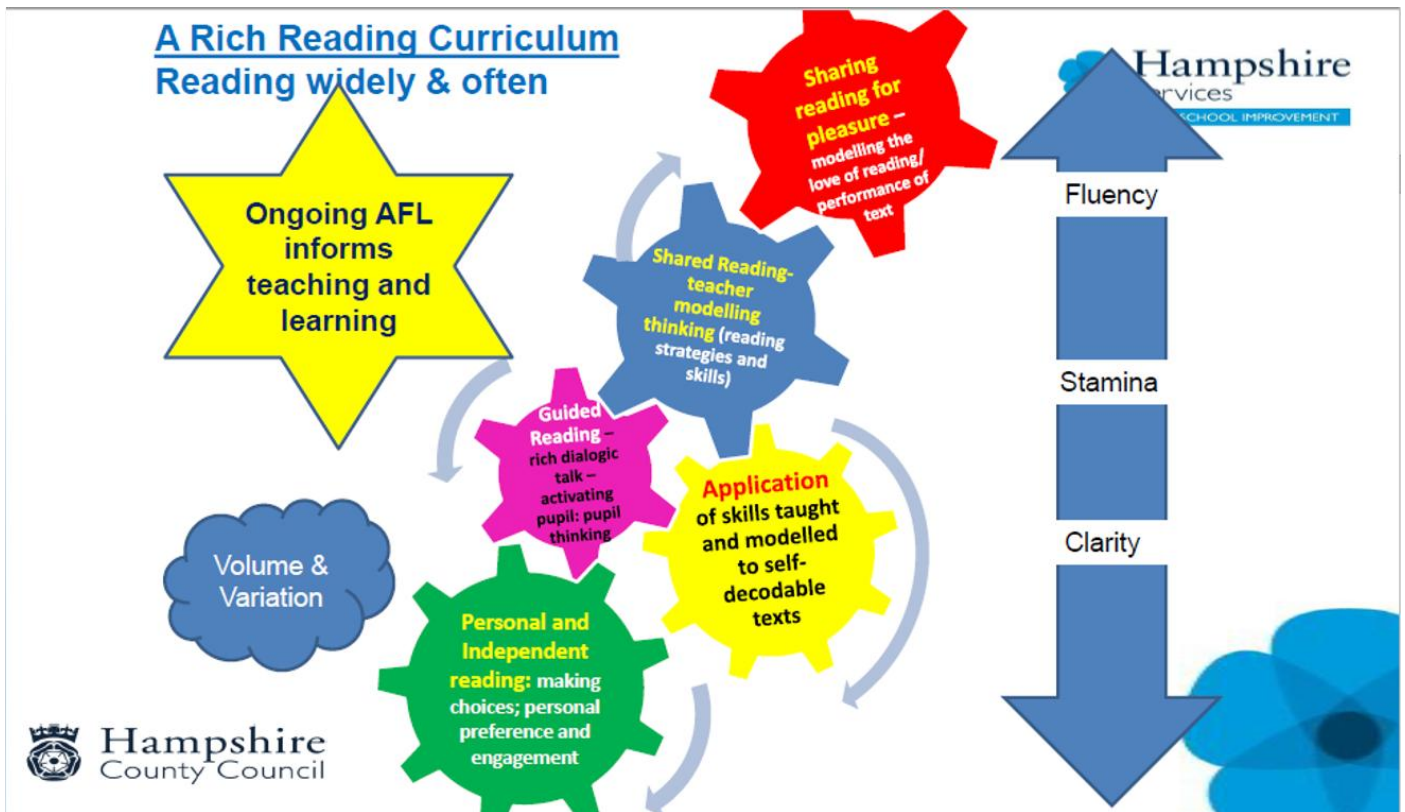 A Rich Reading Curriculum
Reading widely & often
Ongoing AFL
informs
teaching and
learning
Volume &
Variation
Sharing
reading for
pleasure –
modelling the
love of reading/
performance of
text
Shared Reading-
teacher
modelling
thinking (reading
strategies and
skills)
Guided
Reading –
rich dialogic
talk –
activating
pupil: pupil
thinking
Application
of skills taught
and modelled
to self-
decodable
texts
Personal and
Independent
reading: making
choices; personal
preference and
engagement
Hampshire
ervices
SCHOOL IMPROVEMENT
Fluency
Stamina
Clarity
Hampshire
County Council